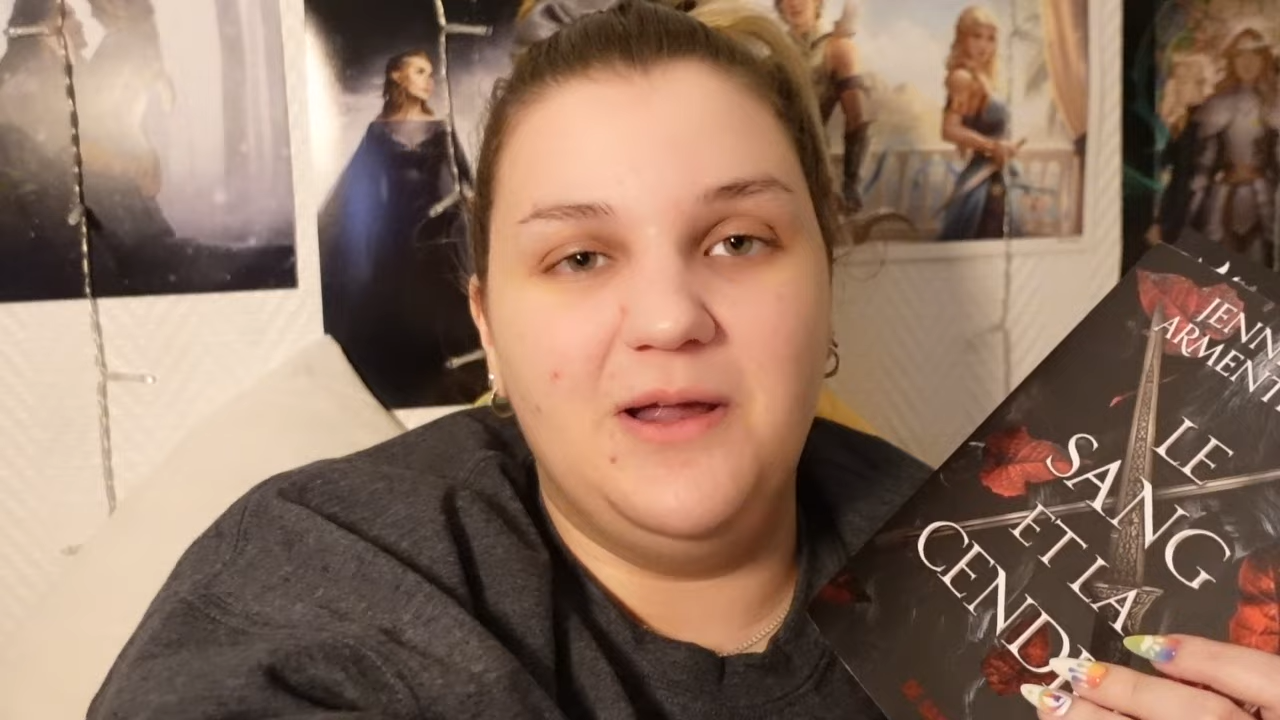 JENN
ARMENT
LE
SANG
ET LA
CENDR